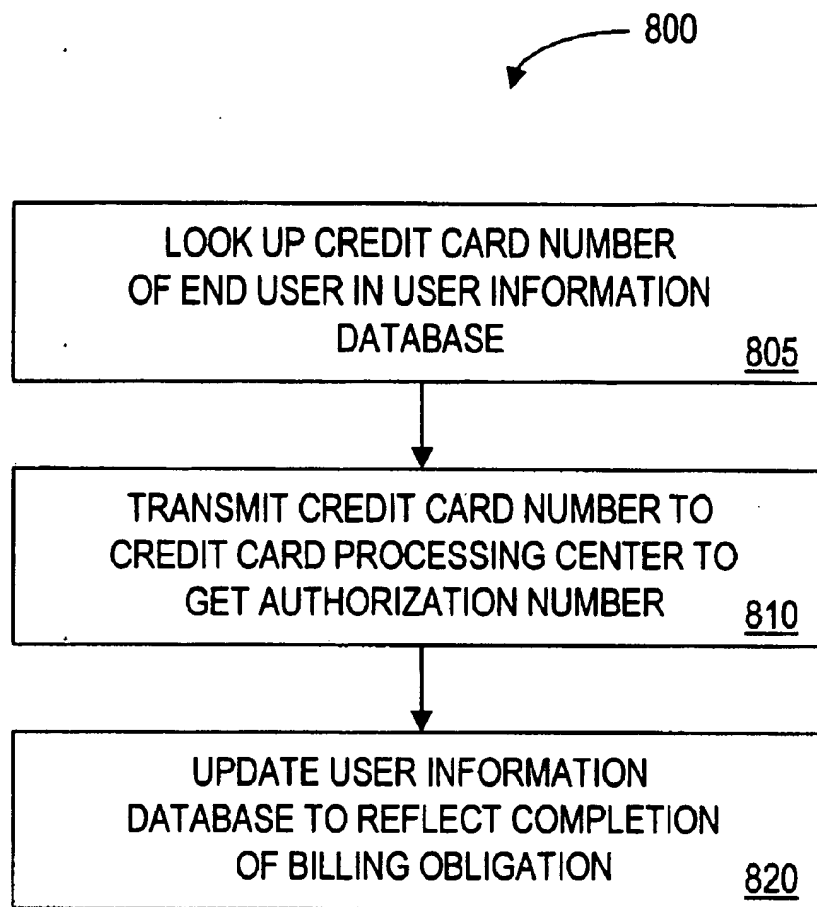 800
LOOK UP CREDIT CARD NUMBER
OF END USER IN USER INFORMATION
DATABASE
805
TRANSMIT CREDIT CARD NUMBER TO
CREDIT CARD PROCESSING CENTER TO
GET AUTHORIZATION NUMBER
810
UPDATE USER INFORMATION
DATABASE TO REFLECT COMPLETION
OF BILLING OBLIGATION
820